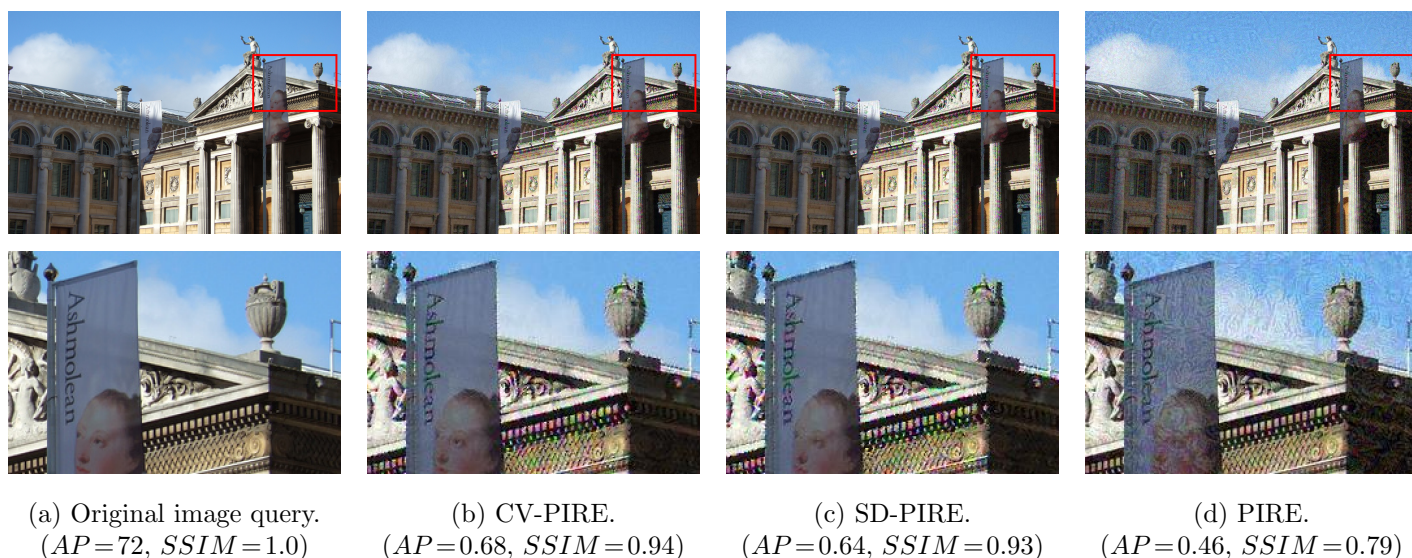 Ashmolean
Ashmolean
Ashmolean
Ashmolean
(a) Original image query.
(AP=72, SSIM=1.0)
(b) CV-PIRE.
(AP=0.68, SSIM=0.94)
(c) SD-PIRE.
(AP=0.64, SSIM=0.93)
(d) PIRE.
(AP=0.46, SSIM=0.79)